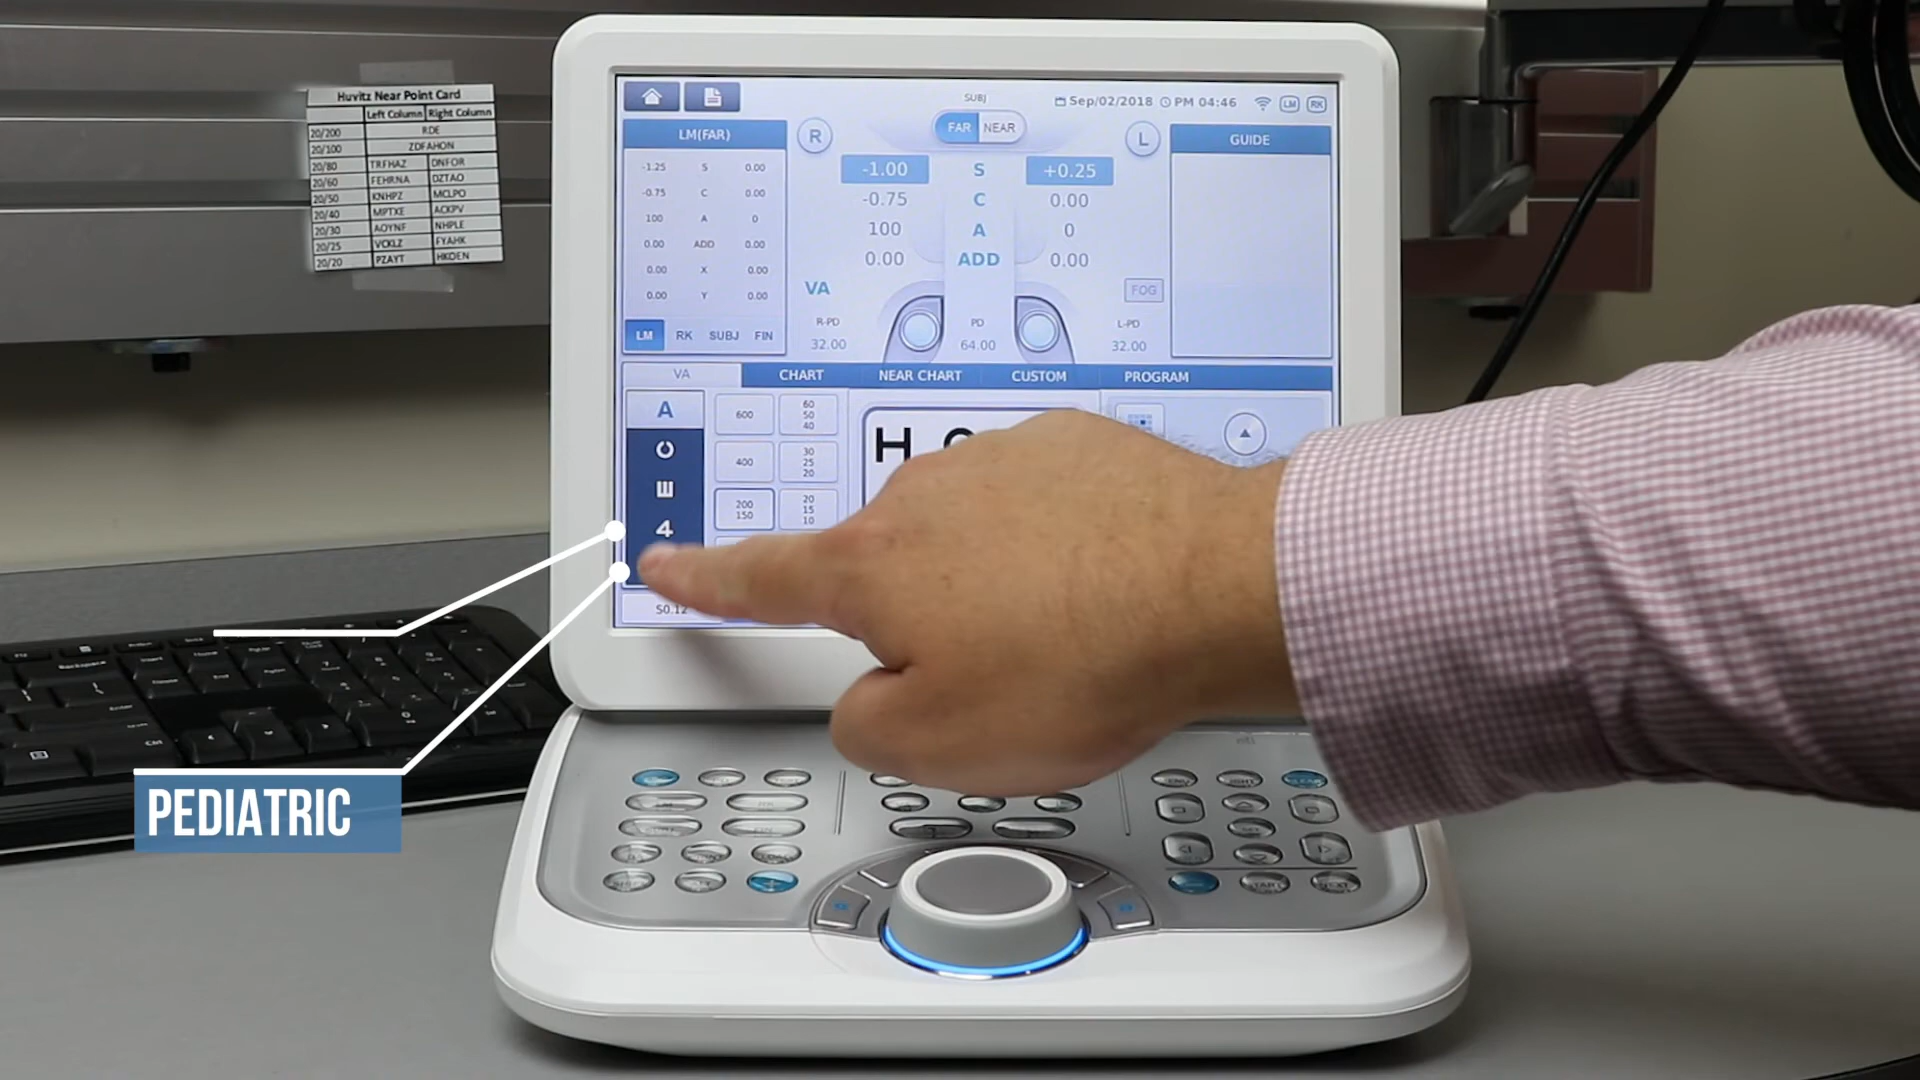 Huvitz Near Point Card
Left Column Right Column
20/200 RDE
20/100 ZDFAHON
20/80 TRFHAZ DNFOR
20/60 FEHRNA DZTAO
20/50 KNHPZ MCLPO
20/40 MPTXE ACKPV
20/30 AOYNF NHPLE
20/25 VCKLZ FYAHK
20/20 PZAYT HKDEN
SUBJ
Sep/02/2018 PM 04:46 LM RK
LM(FAR)
R
FAR NEAR
L
GUIDE
-1.25 S 0.00
-0.75 C 0.00
100 A 0
0.00 ADD 0.00
0.00 X 0.00
0.00 Y 0.00
LM RK SUBJ FIN
-1.00 S +0.25
-0.75 C 0.00
100 A 0
0.00 ADD 0.00
VA
FOG
R-PD PD L-PD
32.00 64.00 32.00
VA CHART NEAR CHART CUSTOM PROGRAM
A
4
600
60
50
40
400
30
25
20
200
150
20
15
10
H
S0.12
PEDIATRIC
Backspace
Enter
Ctrl